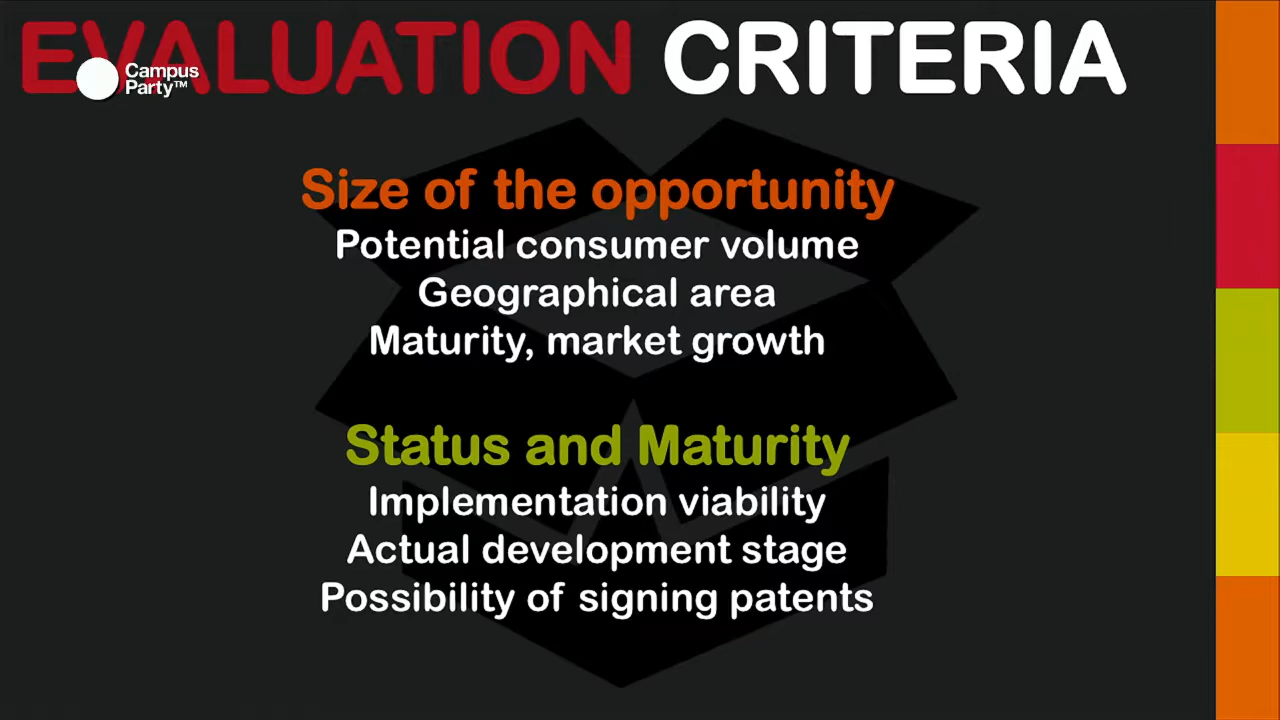 EVALUATION CRITERIA
Campus
Party™
Size of the opportunity
Potential consumer volume
Geographical area
Maturity, market growth
Status and Maturity
Implementation viability
Actual development stage
Possibility of signing patents